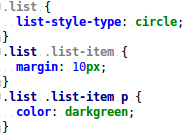 .list {
list-style-type: circle;
}
.list .list-item {
margin: 10px;
}
.list .list-item p {
color: darkgreen;
}